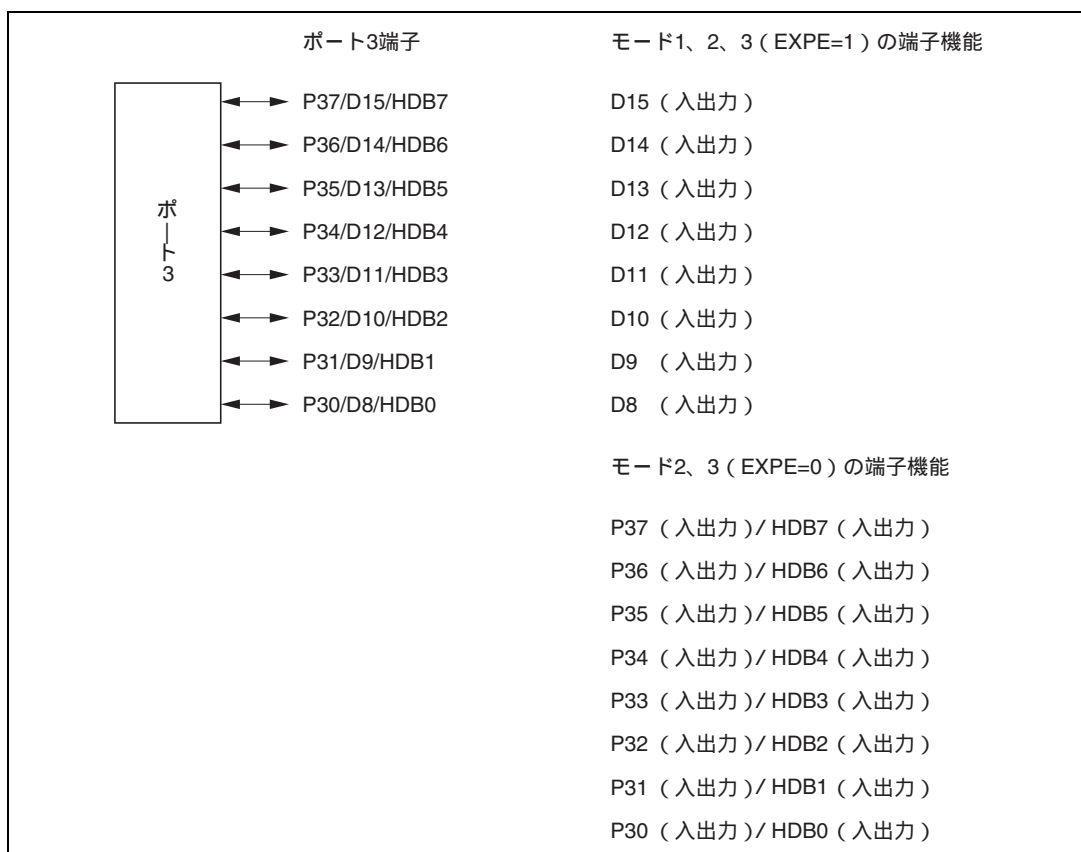 ポート3端子 モード1、2、3（EXPE=1）の端子機能
P37/D15/HDB7 D15（入出力）
P36/D14/HDB6 D14（入出力）
P35/D13/HDB5 D13（入出力）
P34/D12/HDB4 D12（入出力）
P33/D11/HDB3 D11（入出力）
P32/D10/HDB2 D10（入出力）
P31/D9/HDB1 D9（入出力）
P30/D8/HDB0 D8（入出力）
ポート3
モード2、3（EXPE=0）の端子機能
P37（入出力）/ HDB7（入出力）
P36（入出力）/ HDB6（入出力）
P35（入出力）/ HDB5（入出力）
P34（入出力）/ HDB4（入出力）
P33（入出力）/ HDB3（入出力）
P32（入出力）/ HDB2（入出力）
P31（入出力）/ HDB1（入出力）
P30（入出力）/ HDB0（入出力）